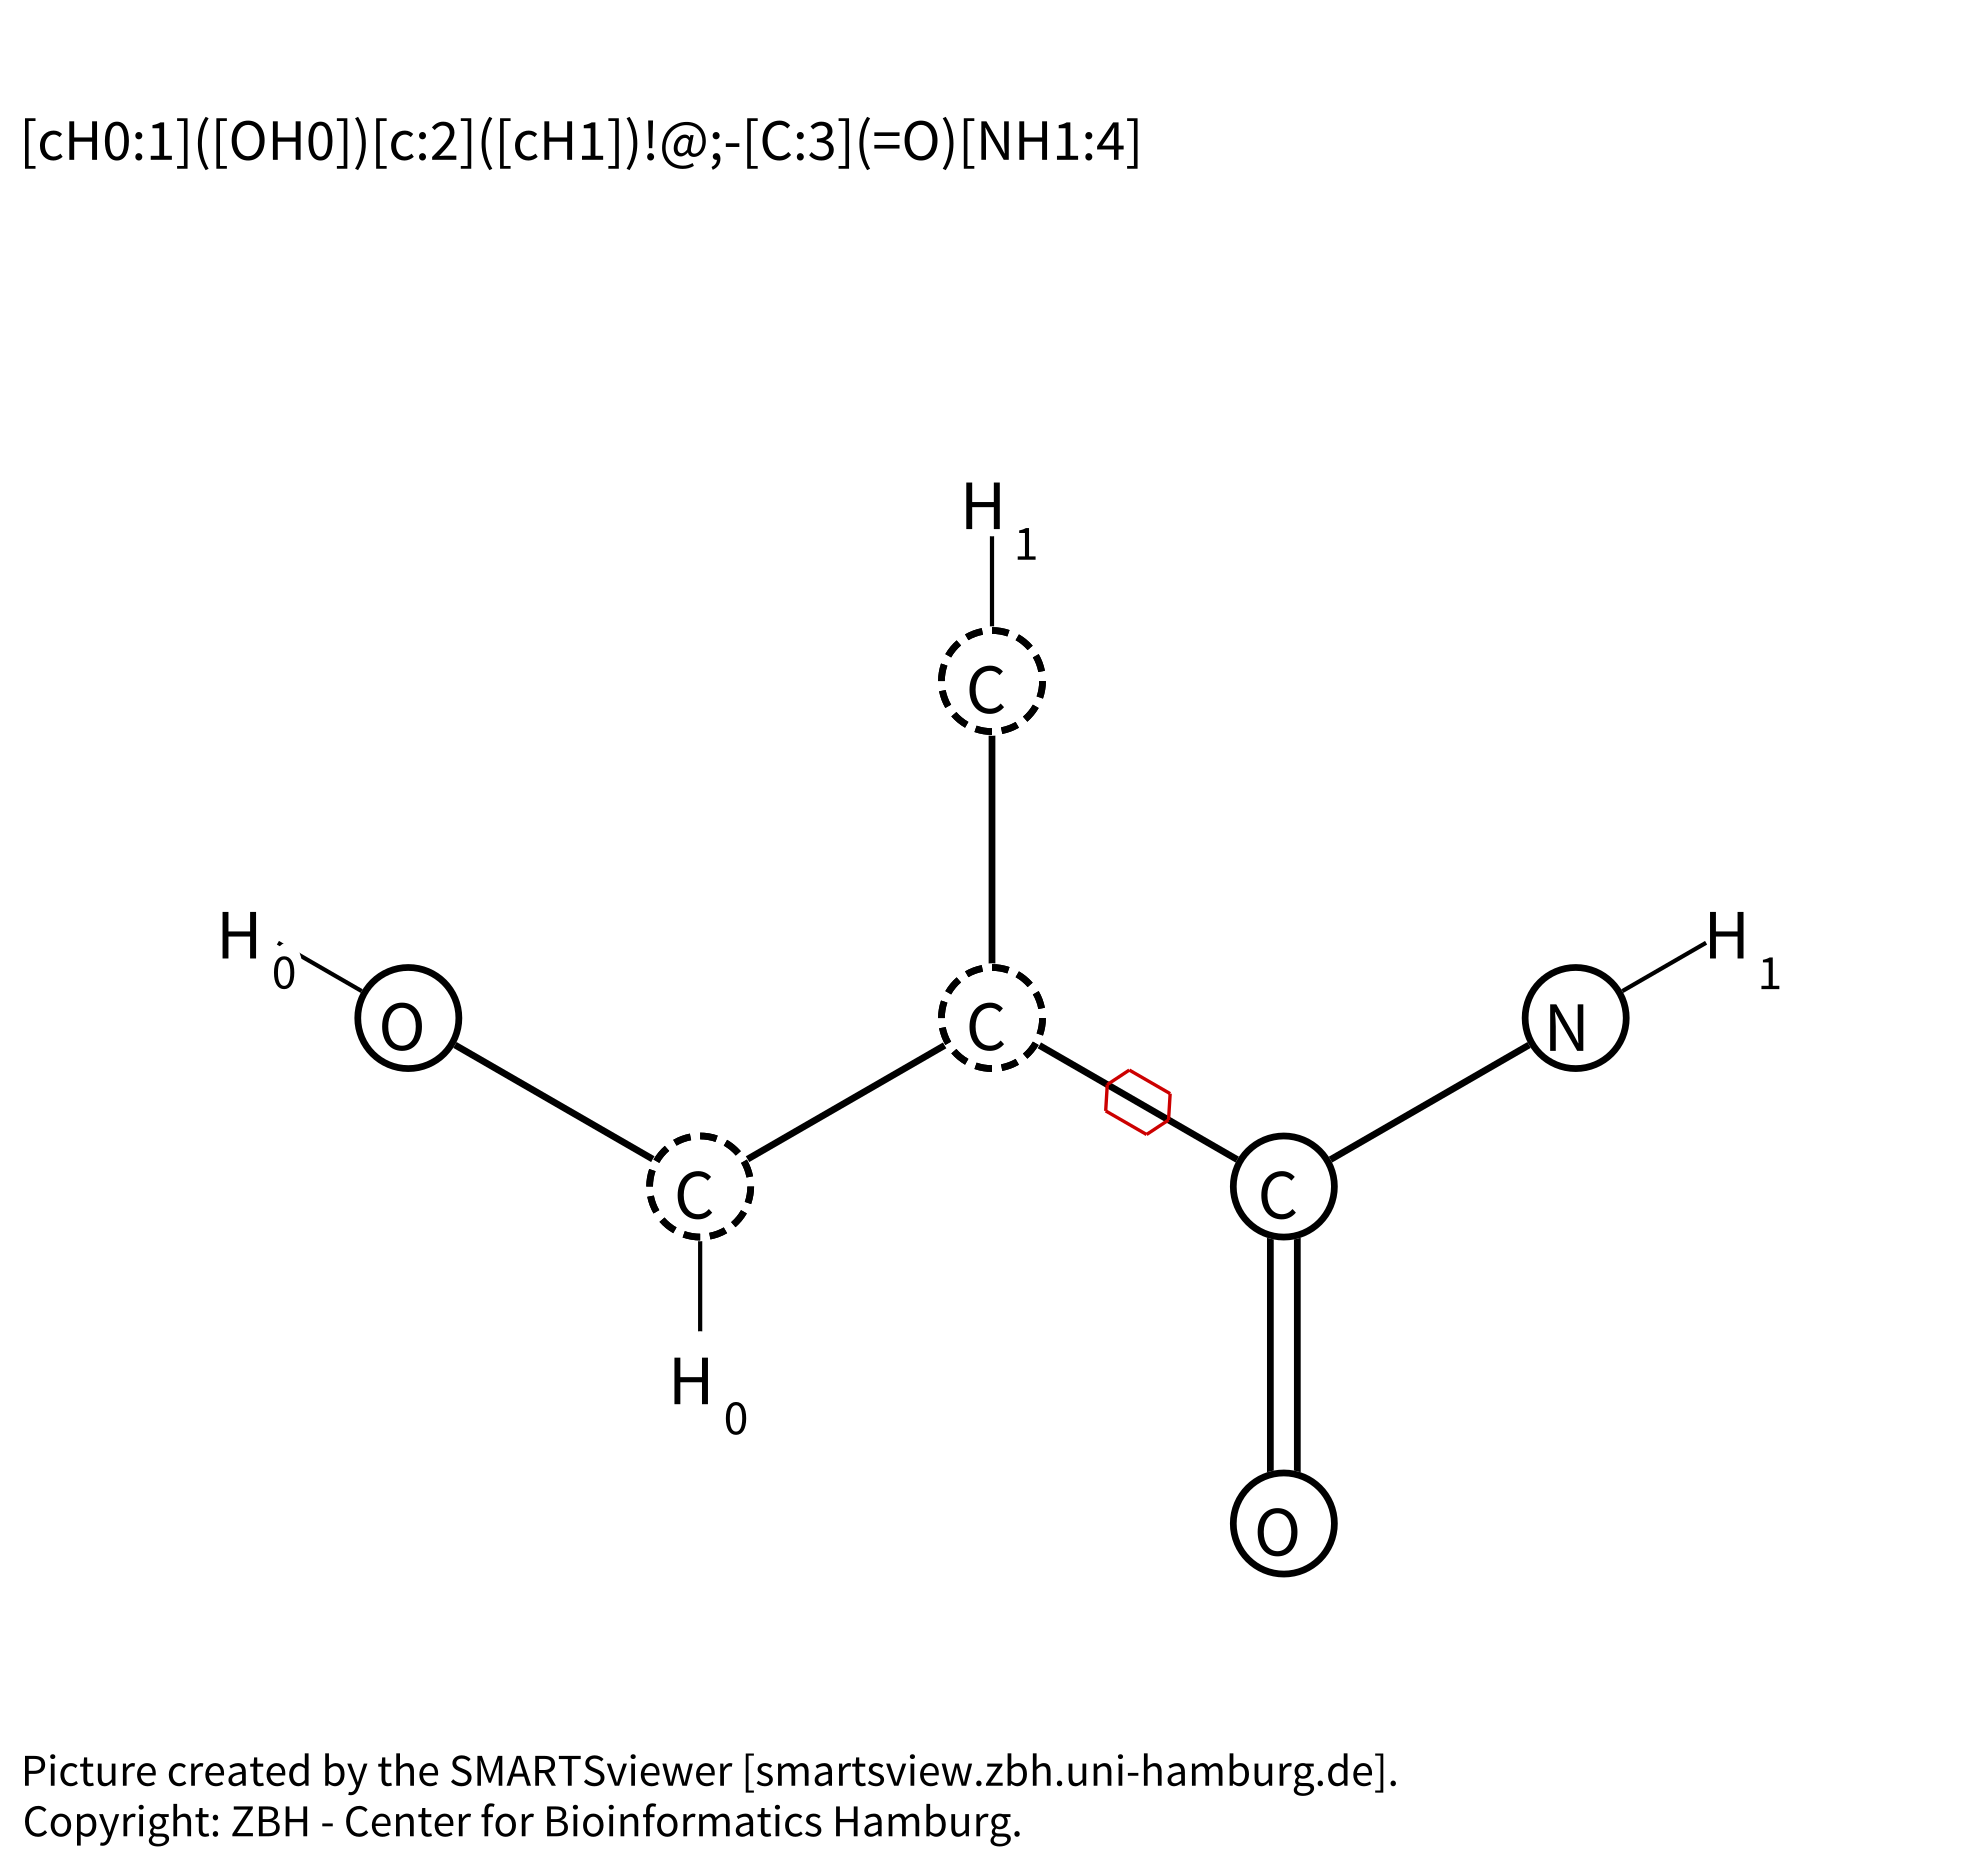 [cH0:1]([OH0])[c:2]([cH1])!@;-[C:3](=O)[NH1:4]
H 1
C
H 0
O
C
N
H 1
C
C
H 0
O
Picture created by the SMARTSviewer [smartsview.zbh.uni-hamburg.de].
Copyright: ZBH - Center for Bioinformatics Hamburg.